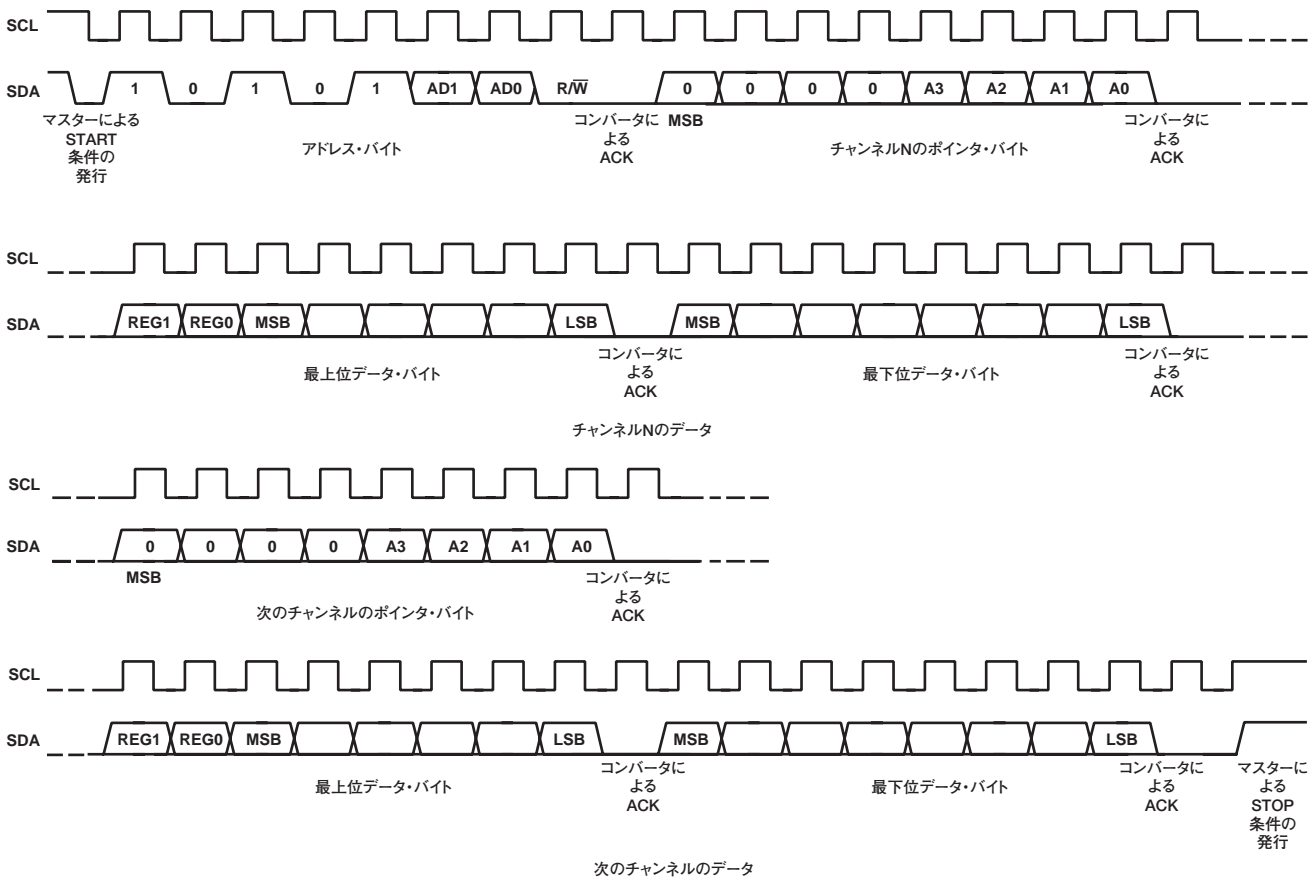 SCL
SDA 1 0 1 0 1 AD1 AD0 R/W̅ 0 0 0 0 A3 A2 A1 A0
マスターによる
START
条件の
発行
アドレス・バイト
コンバータに
よる
ACK
MSB
チャンネルNのポインタ・バイト
コンバータに
よる
ACK
SCL
SDA REG1 REG0 MSB LSB MSB LSB
最上位データ・バイト
コンバータに
よる
ACK
最下位データ・バイト
コンバータに
よる
ACK
チャンネルNのデータ
SCL
SDA 0 0 0 0 A3 A2 A1 A0
MSB
次のチャンネルのポインタ・バイト
コンバータに
よる
ACK
SCL
SDA REG1 REG0 MSB LSB MSB LSB
最上位データ・バイト
コンバータに
よる
ACK
最下位データ・バイト
コンバータに
よる
ACK
マスターに
よる
STOP
条件の
発行
次のチャンネルのデータ